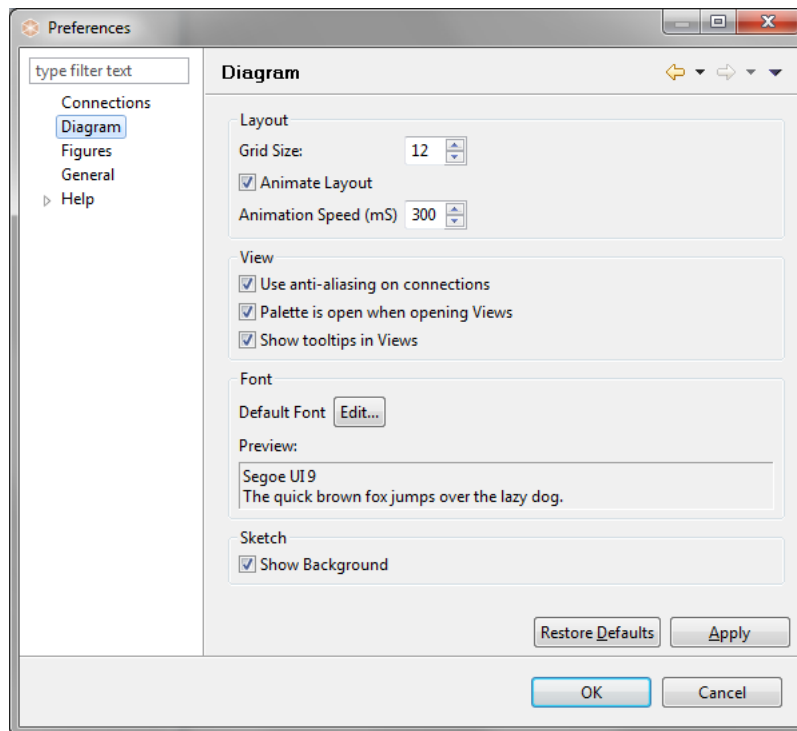 Preferences
type filter text
Connections
Diagram
Figures
General
Help
Diagram
Layout
Grid Size: 12
Animate Layout
Animation Speed (mS) 300
View
Use anti-aliasing on connections
Palette is open when opening Views
Show tooltips in Views
Font
Default Font Edit...
Preview:
Segoe UI 9
The quick brown fox jumps over the lazy dog.
Sketch
Show Background
Restore Defaults Apply
OK Cancel